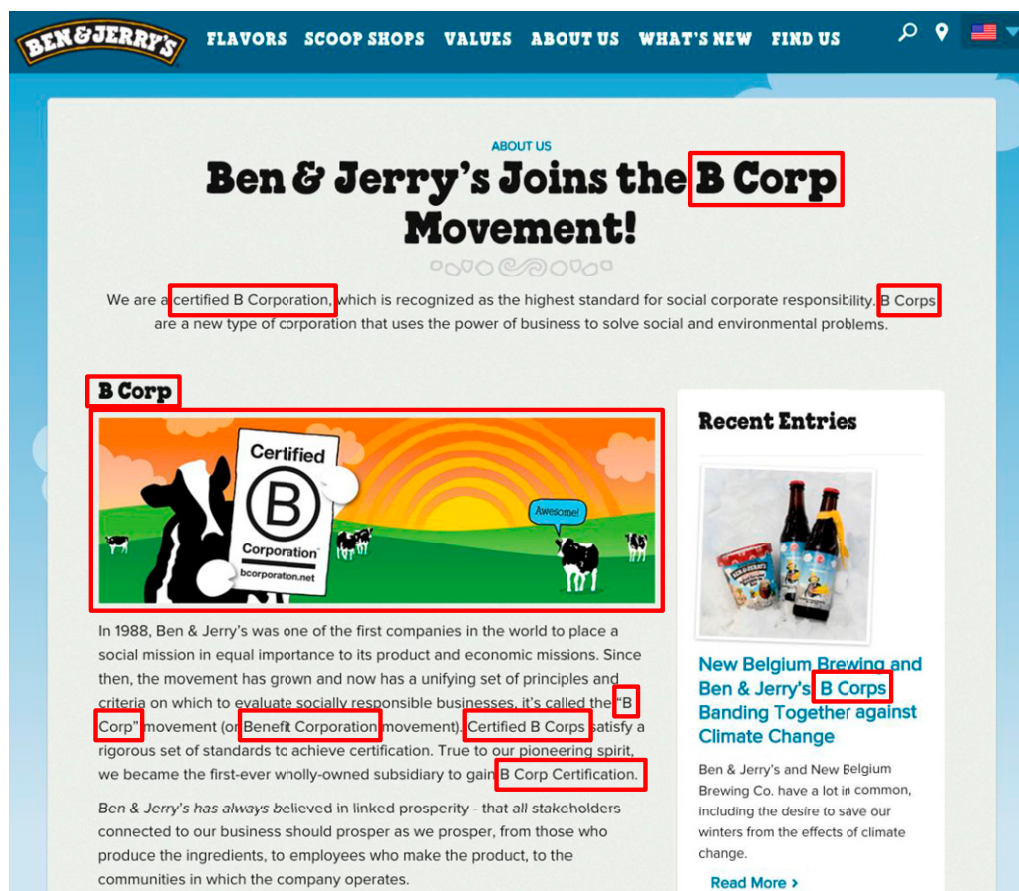 BEN & JERRY'S
FLAVORS SCOOP SHOPS VALUES ABOUT US WHAT'S NEW FIND US
ABOUT US
Ben & Jerry's Joins the B Corp
Movement!
We are a certified B Corporation, which is recognized as the highest standard for social corporate responsibility. B Corps
are a new type of corporation that uses the power of business to solve social and environmental problems.
B Corp
Certified
B
Corporation
bcorporaton.net
Awesome!
In 1988, Ben & Jerry's was one of the first companies in the world to place a
social mission in equal importance to its product and economic missions. Since
then, the movement has grown and now has a unifying set of principles and
criteria on which to evaluate socially responsible businesses, it's called the "B
Corp" movement (or Benefit Corporation movement). Certified B Corps satisfy a
rigorous set of standards to achieve certification. True to our pioneering spirit,
we became the first-ever wholly-owned subsidiary to gain B Corp Certification.
Ben & Jerry's has always believed in linked prosperity - that all stakeholders
connected to our business should prosper as we prosper, from those who
produce the ingredients, to employees who make the product, to the
communities in which the company operates.
Recent Entries
BEN & JERRY'S
New Belgium Brewing and
Ben & Jerry's B Corps
Banding Together against
Climate Change
Ben & Jerry's and New Belgium
Brewing Co. have a lot in common,
including the desire to save our
winters from the effects of climate
change.
Read More >